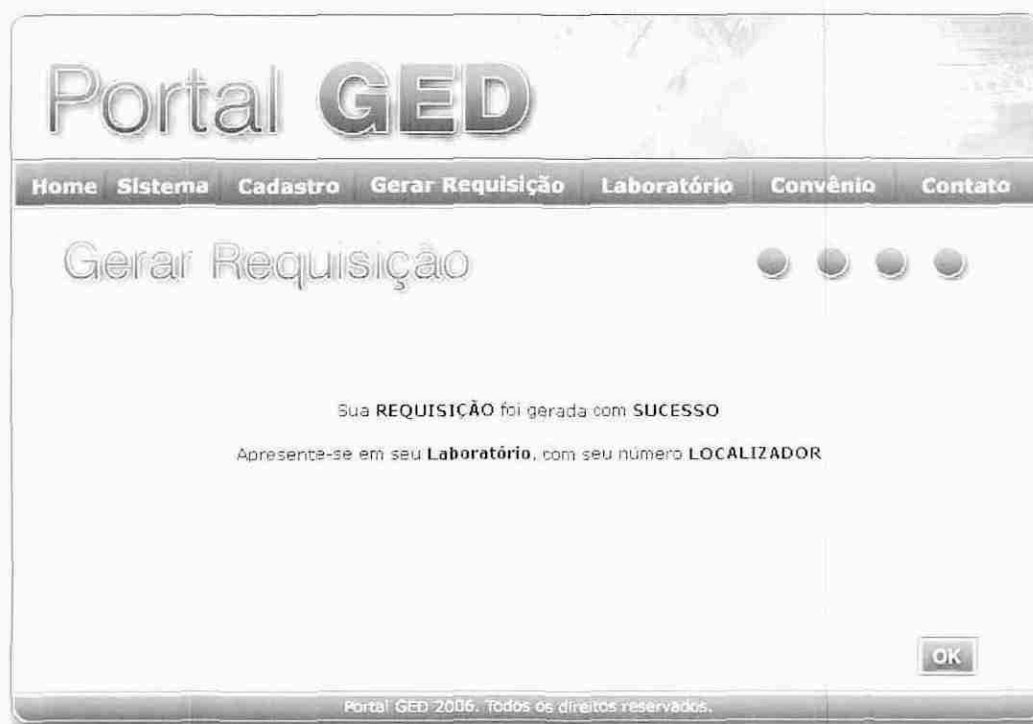 Portal GED
Home Sistema Cadastro Gerar Requisição Laboratório Convênio Contato
Gerar Requisição
Sua REQUISIÇÃO foi gerada com SUCESSO
Apresente-se em seu Laboratório, com seu número LOCALIZADOR
OK
Portal GED 2006. Todos os direitos reservados.